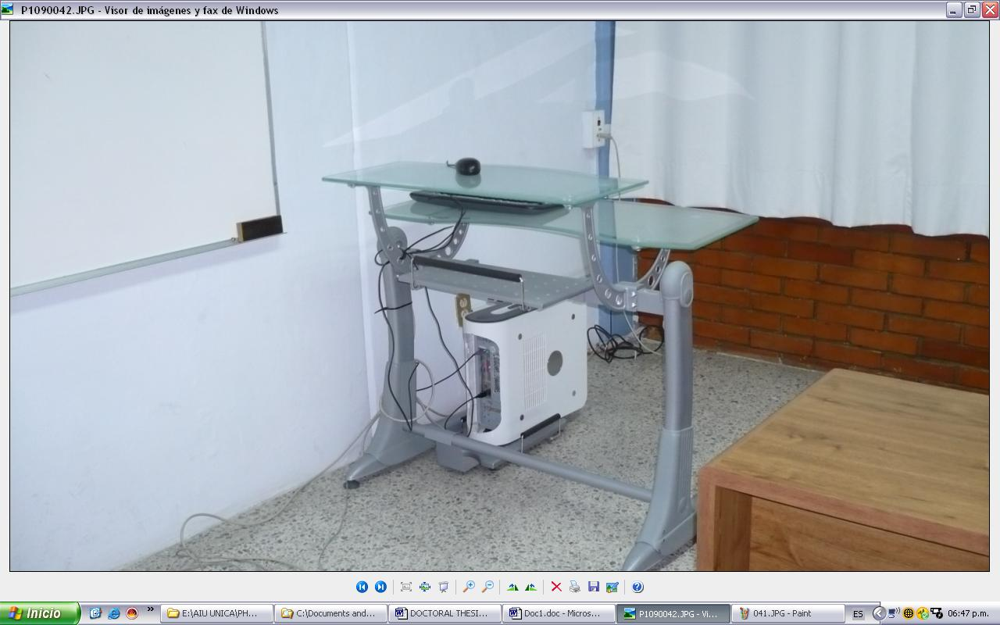 P1090042.JPG - Visor de imágenes y fax de Windows
Inicio
E:\AIU UNICA\PH...
C:\Documents and...
DOCTORAL THESI...
Doc1.doc - Micros...
P1090042.JPG - Vi...
041.JPG - Paint
ES
06:47 p.m.